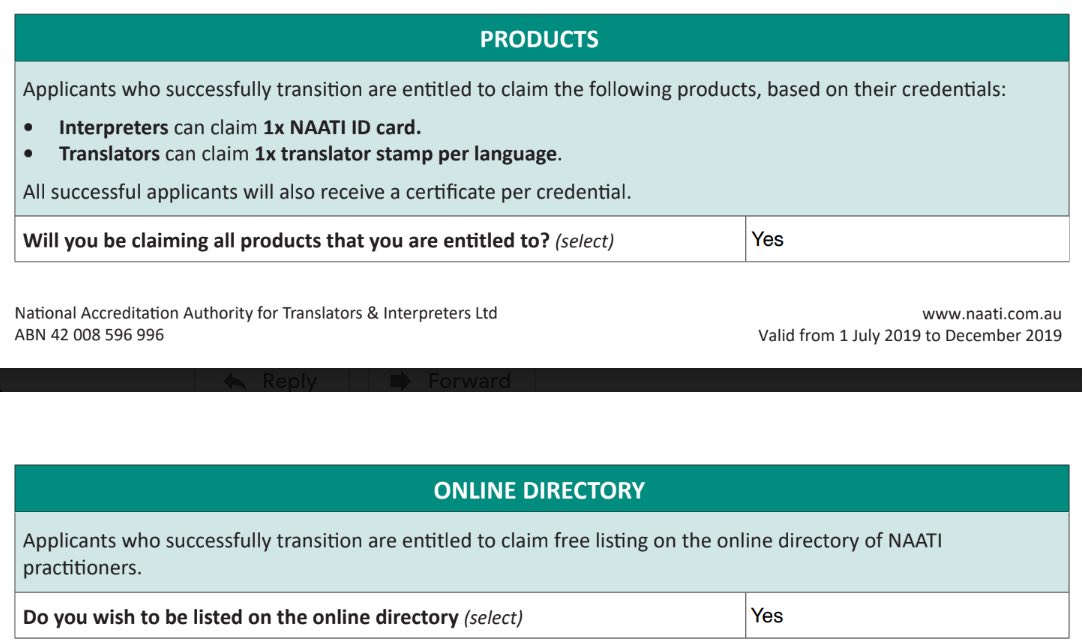 PRODUCTS
Applicants who successfully transition are entitled to claim the following products, based on their credentials:
• Interpreters can claim 1x NAATI ID card.
• Translators can claim 1x translator stamp per language.
All successful applicants will also receive a certificate per credential.
Will you be claiming all products that you are entitled to? (select) Yes
National Accreditation Authority for Translators & Interpreters Ltd www.naati.com.au
ABN 42 008 596 996 Valid from 1 July 2019 to December 2019
Reply Forward
ONLINE DIRECTORY
Applicants who successfully transition are entitled to claim free listing on the online directory of NAATI
practitioners.
Do you wish to be listed on the online directory (select) Yes